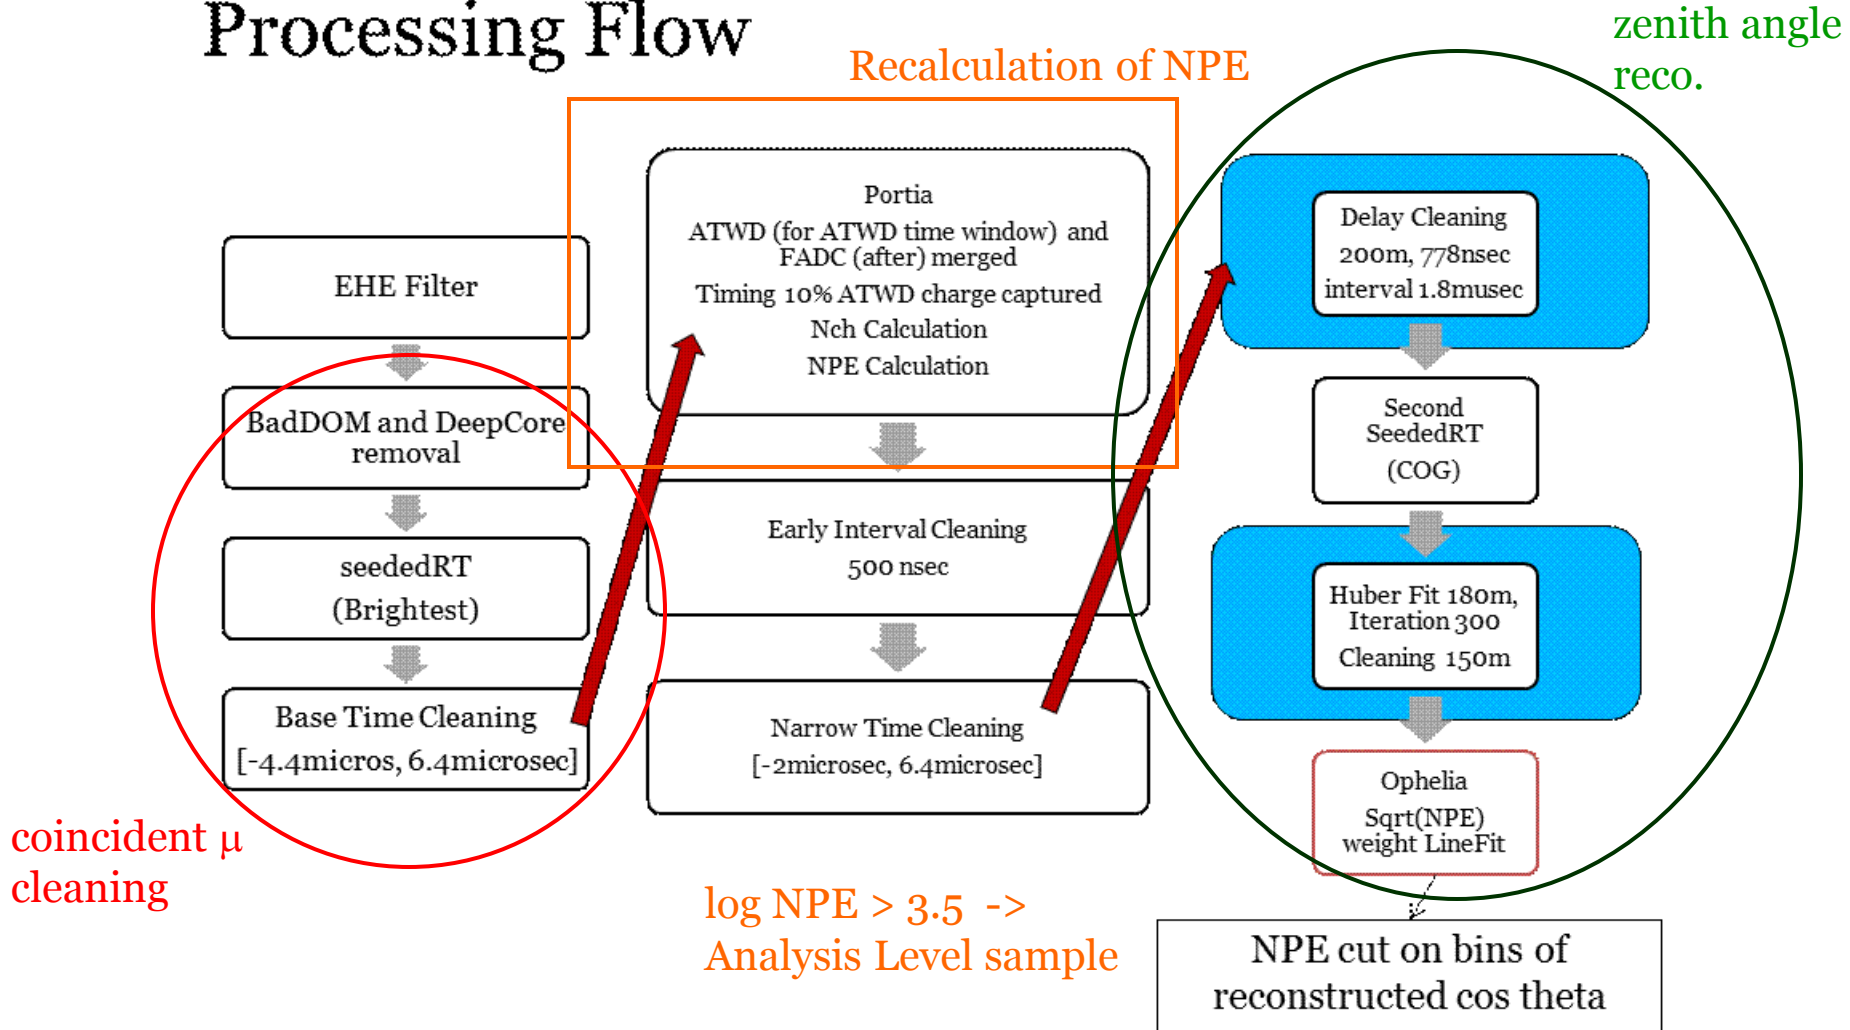 Processing Flow
Recalculation of NPE
zenith angle
reco.
EHE Filter
BadDOM and DeepCore
removal
seededRT
(Brightest)
Base Time Cleaning
[-4.4micros, 6.4microsec]
coincident μ
cleaning
Portia
ATWD (for ATWD time window) and
FADC (after) merged
Timing 10% ATWD charge captured
Nch Calculation
NPE Calculation
Early Interval Cleaning
500 nsec
Narrow Time Cleaning
[-2microsec, 6.4microsec]
log NPE > 3.5 ->
Analysis Level sample
Delay Cleaning
200m, 778nsec
interval 1.8musec
Second
SeededRT
(COG)
Huber Fit 180m,
Iteration 300
Cleaning 150m
Ophelia
Sqrt(NPE)
weight LineFit
NPE cut on bins of
reconstructed cos theta